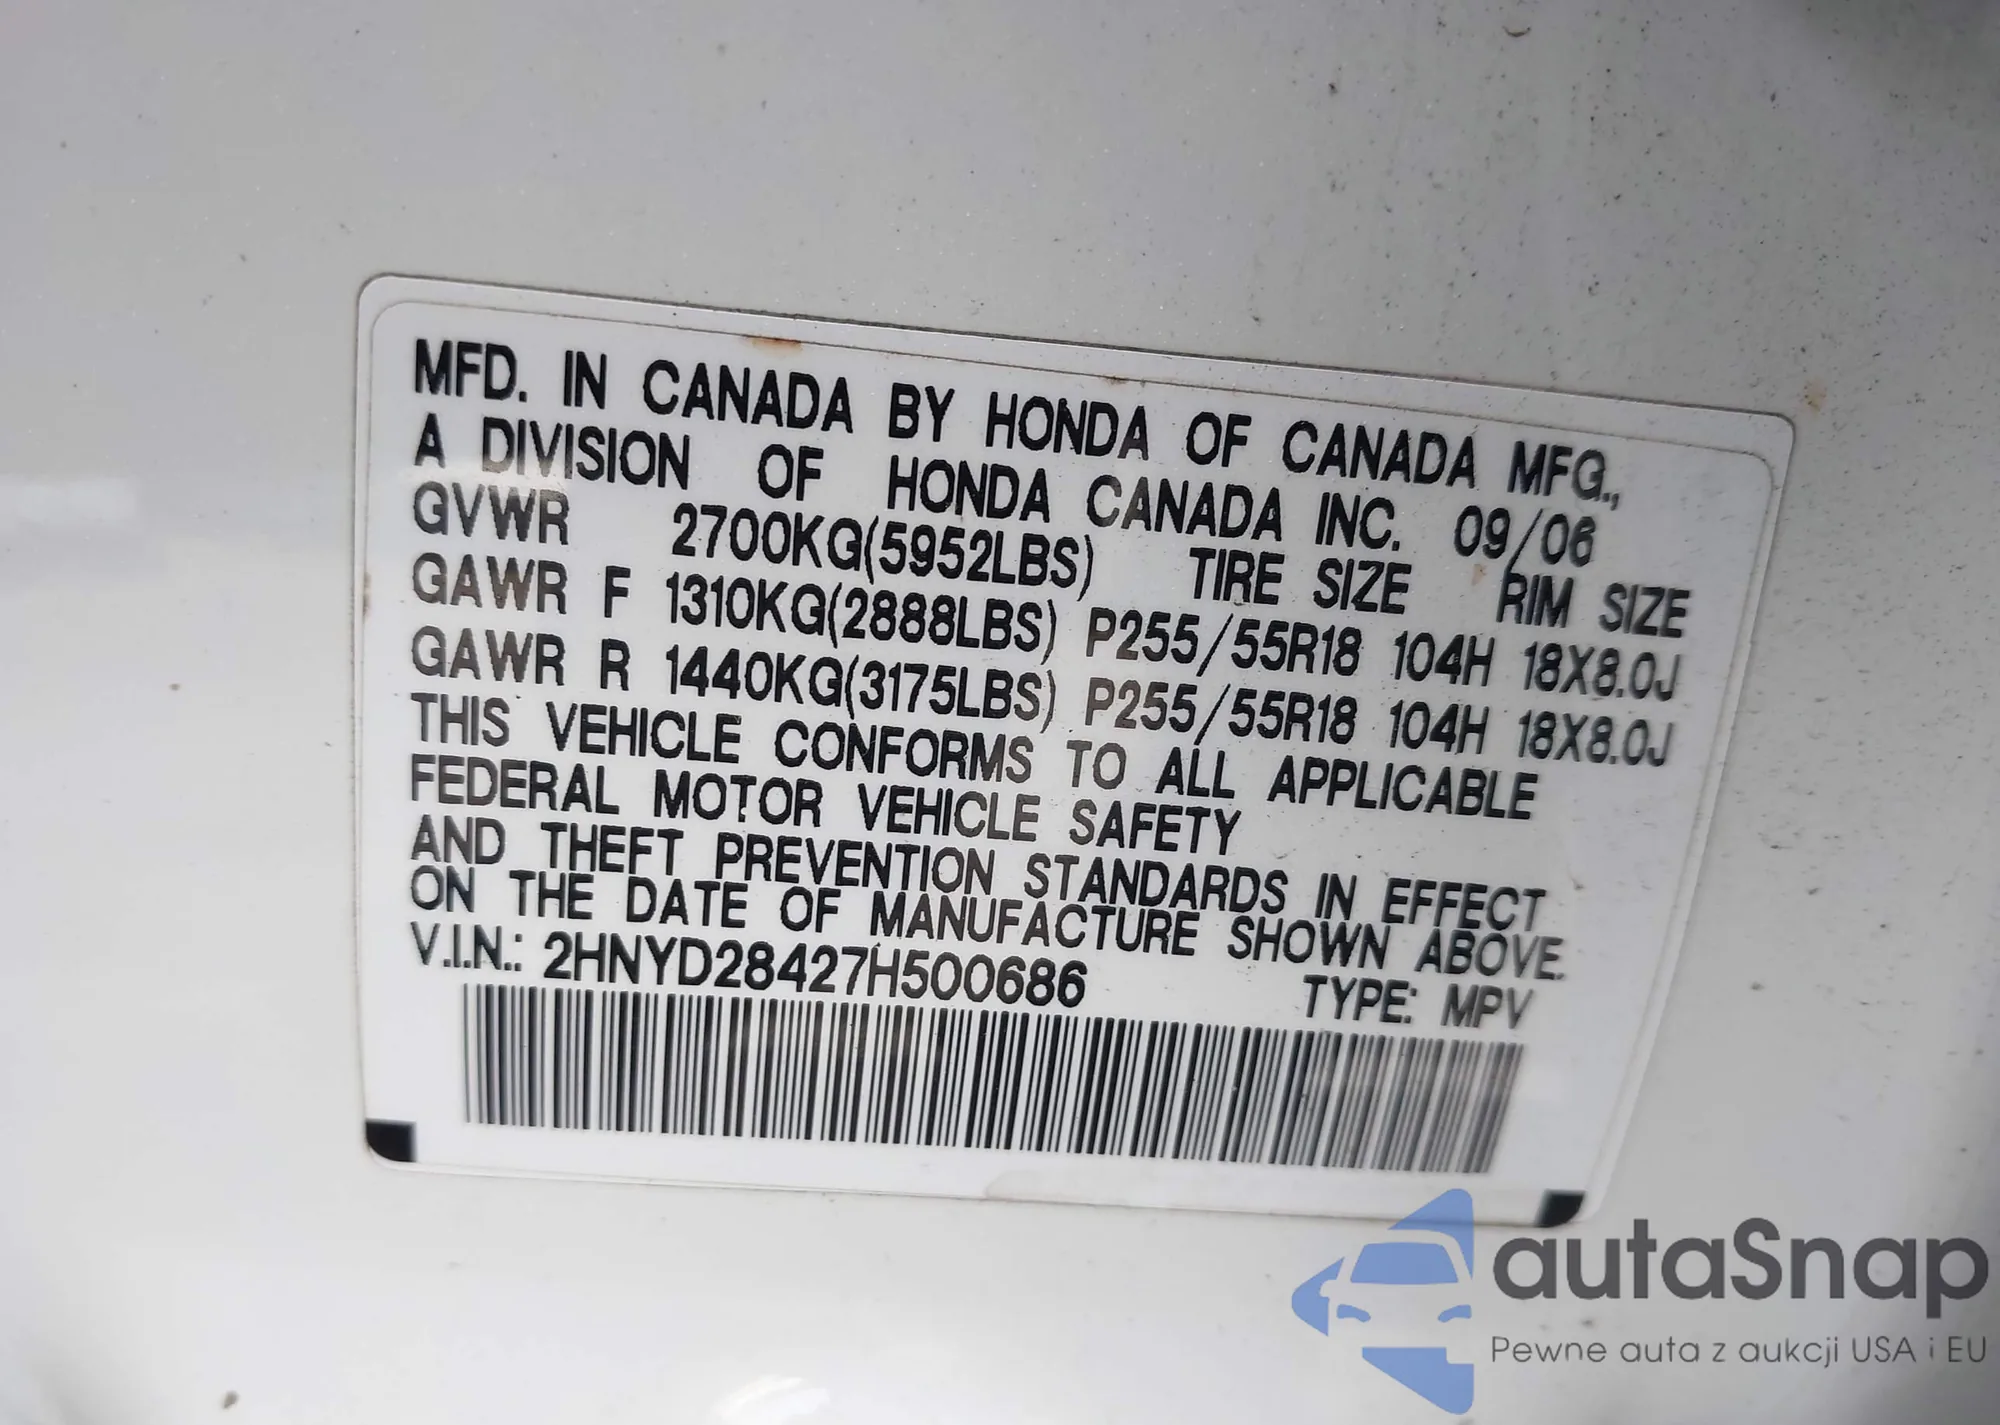 MFD. IN CANADA BY HONDA OF CANADA MFG.,
A DIVISION OF HONDA CANADA INC. 09/06
GVWR 2700KG(5952LBS) TIRE SIZE RIM SIZE
GAWR F 1310KG(2888LBS) P255/55R18 104H 18X8.0J
GAWR R 1440KG(3175LBS) P255/55R18 104H 18X8.0J
THIS VEHICLE CONFORMS TO ALL APPLICABLE
FEDERAL MOTOR VEHICLE SAFETY
AND THEFT PREVENTION STANDARDS IN EFFECT
ON THE DATE OF MANUFACTURE SHOWN ABOVE.
V.I.N.: 2HNYD28427H500686 TYPE: MPV
autaSnap
Pewne auta z aukcji USA i EU